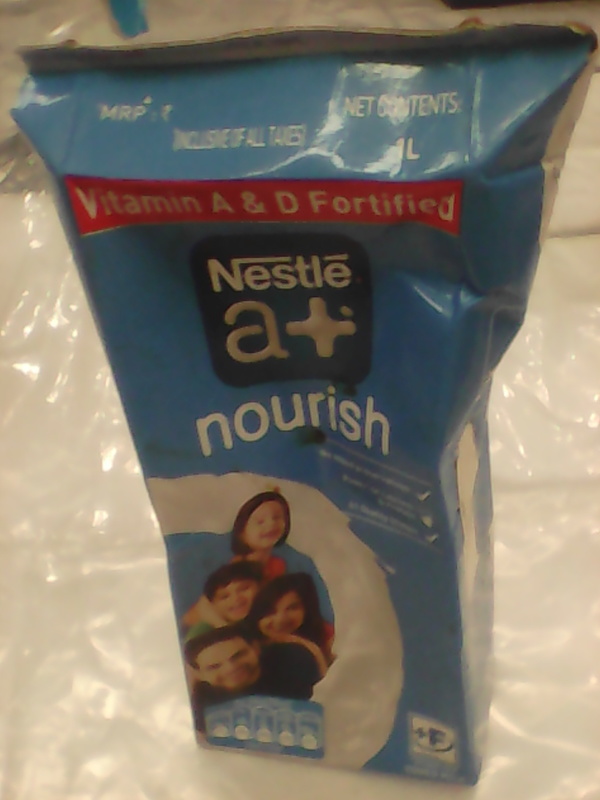 MRP ₹
NET CONTENTS
(INCLUSIVE OF ALL TAXES)
1L
Vitamin A & D Fortified
Nestlé
a+
nourish
+F